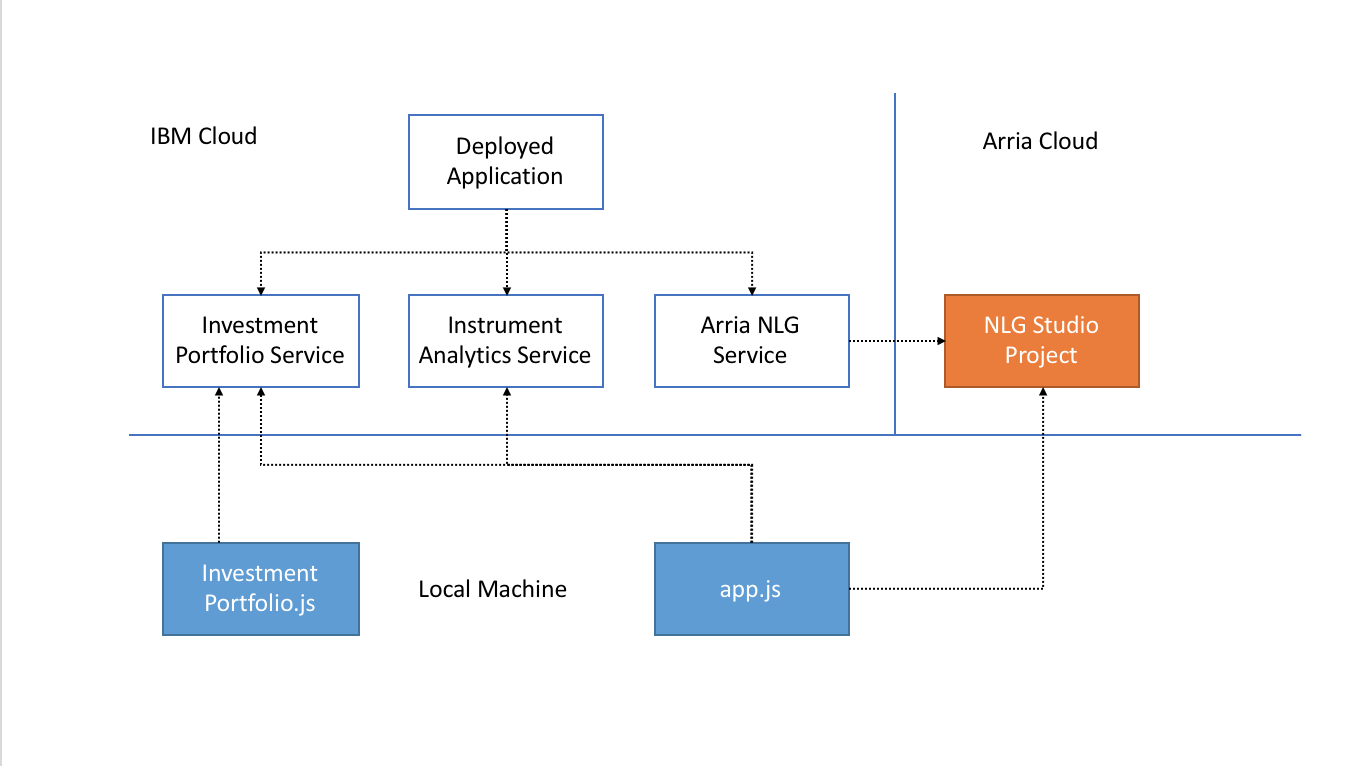 IBM Cloud
Deployed
Application
Arria Cloud
Investment
Portfolio Service
Instrument
Analytics Service
Arria NLG
Service
NLG Studio
Project
Investment
Portfolio.js
Local Machine
app.js